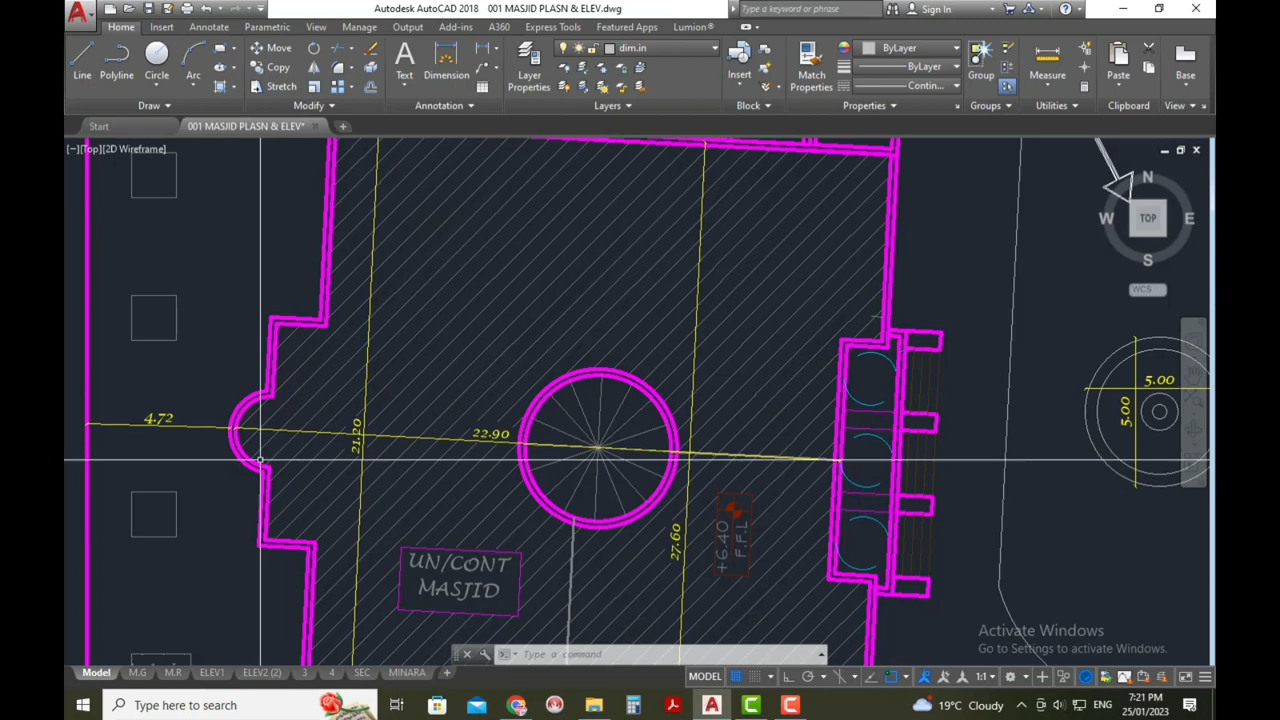 Autodesk AutoCAD 2018 001 MASJID PLASN & ELEV.dwg
Type a keyword or phrase
Sign In
Home Insert Annotate Parametric View Manage Output Add-ins A360 Express Tools Featured Apps Lumion®
Line Polyline Circle Arc
Move
Copy
Stretch
Text Dimension
Layer Properties
dim.in
Insert
Match Properties
ByLayer
ByLayer
Contin...
Group
Measure
Paste
Base
Draw Modify Annotation Layers Block Properties Groups Utilities Clipboard View
Start 001 MASJID PLASN & ELEV*
[–][Top][2D Wireframe]
N
W TOP E
S
WCS
4.72
21.20
22.90
27.60
5.00
5.00
+6.40
F.F.L
UN/CONT
MASJID
Activate Windows
Go to Settings to activate Windows.
Type a command
Model M.G M.R ELEV1 ELEV2 (2) 3 4 SEC MINARA
MODEL
1:1
Type here to search
19°C Cloudy
ENG
7:21 PM
25/01/2023